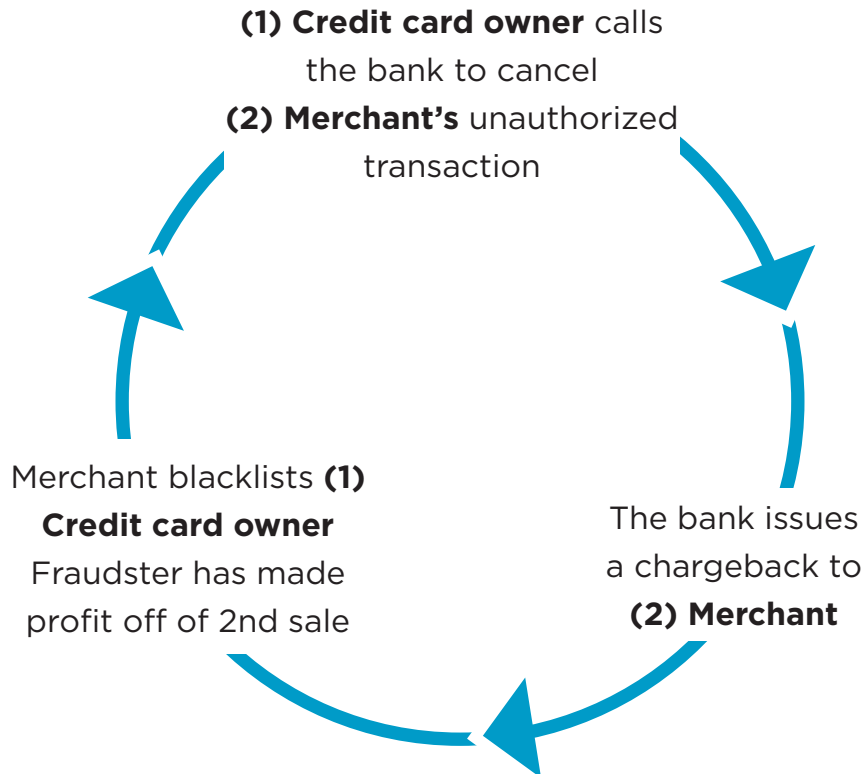 (1) Credit card owner calls
the bank to cancel
(2) Merchant’s unauthorized
transaction
The bank issues
a chargeback to
(2) Merchant
Merchant blacklists (1)
Credit card owner
Fraudster has made
profit off of 2nd sale